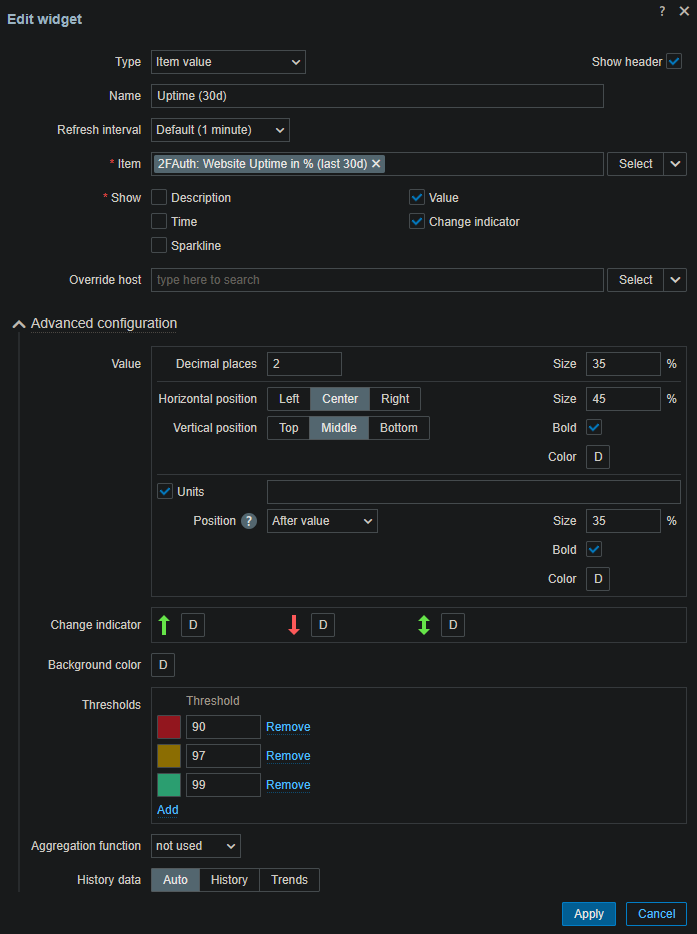 Edit widget ?
Type Item value Show header
Name Uptime (30d)
Refresh interval Default (1 minute)
* Item 2FAuth: Website Uptime in % (last 30d) Select
* Show Description Value
Time Change indicator
Sparkline
Override host type here to search Select
Advanced configuration
Value Decimal places 2 Size 35 %
Horizontal position Left Center Right Size 45 %
Vertical position Top Middle Bottom Bold
Color D
Units
Position ? After value Size 35 %
Bold
Color D
Change indicator D D D
Background color D
Thresholds Threshold
90 Remove
97 Remove
99 Remove
Add
Aggregation function not used
History data Auto History Trends
Apply Cancel